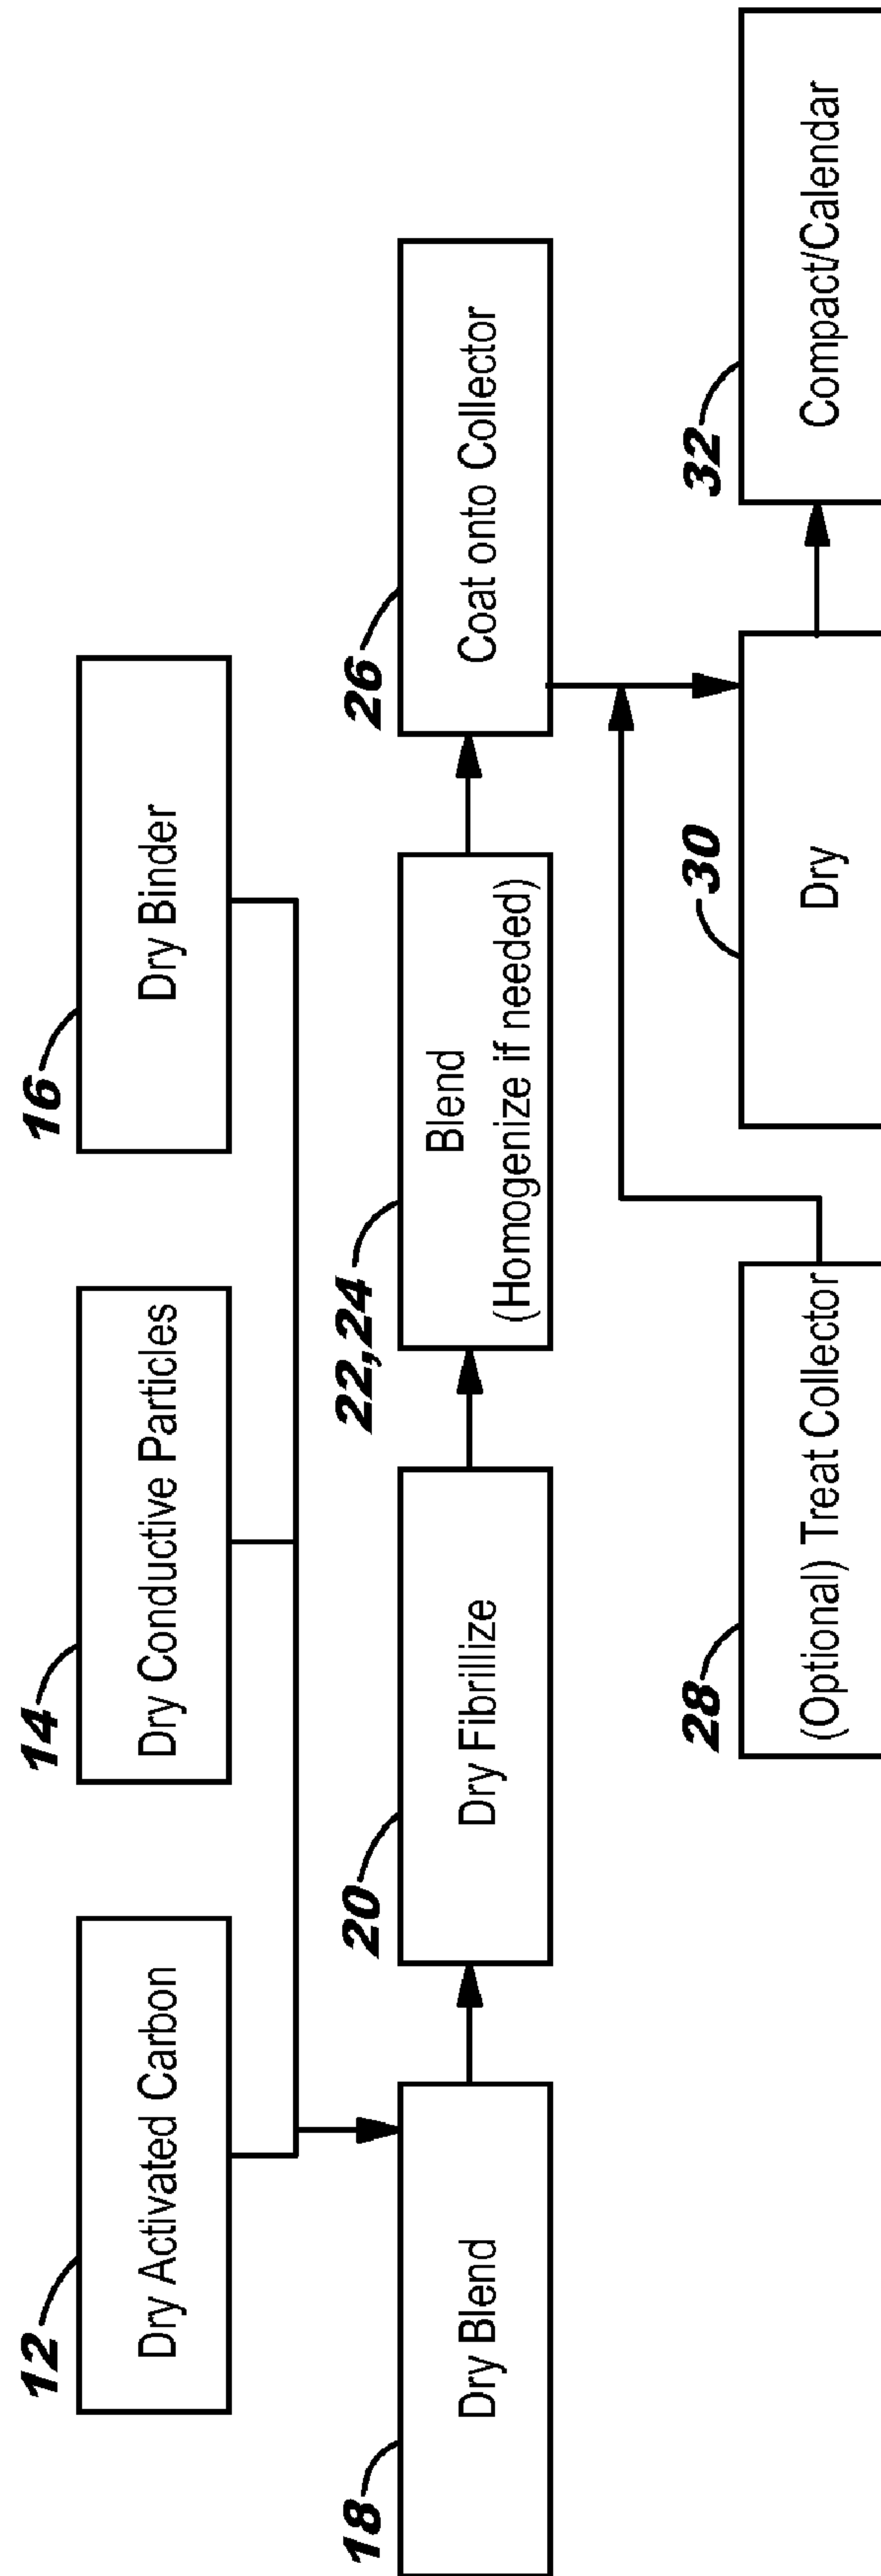 12
Dry Activated Carbon
14
Dry Conductive Particles
16
Dry Binder
18
Dry Blend
20
Dry Fibrillize
22,24
Blend
(Homogenize if needed)
26
Coat onto Collector
28
(Optional) Treat Collector
30
Dry
32
Compact/Calendar